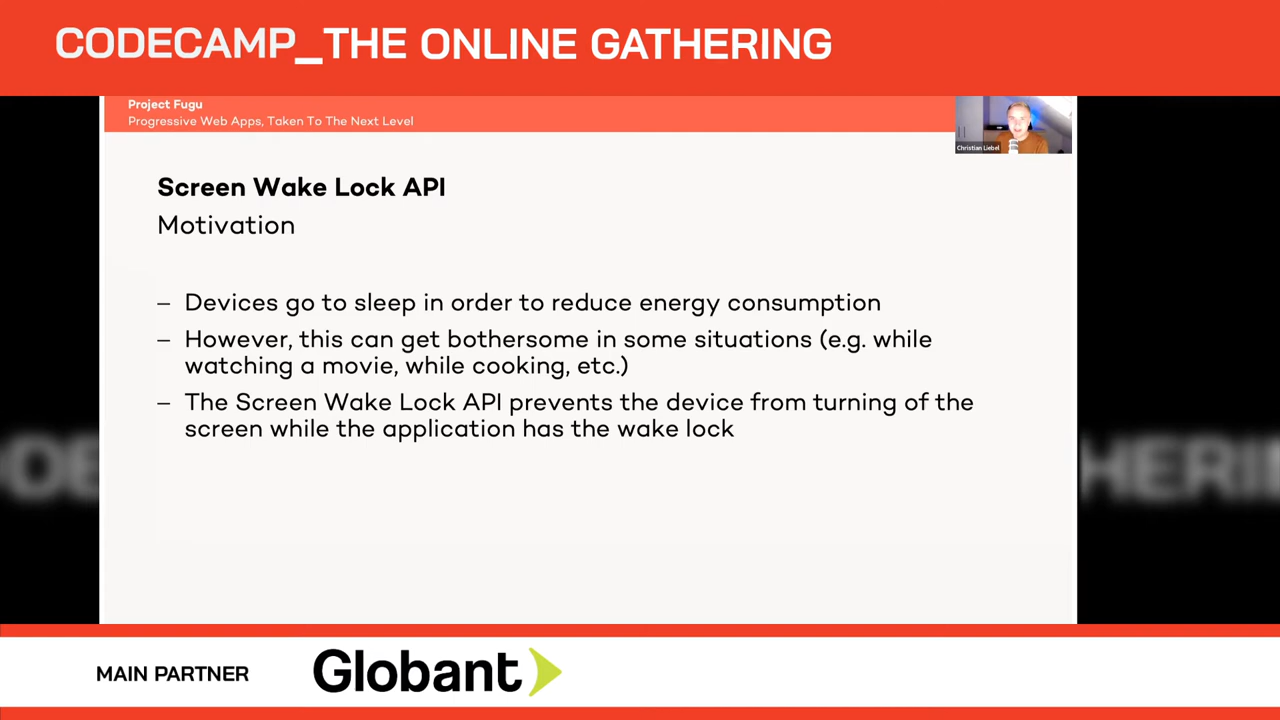 CODECAMP_THE ONLINE GATHERING
Project Fugu
Progressive Web Apps, Taken To The Next Level
Christian Liebel
Screen Wake Lock API
Motivation
– Devices go to sleep in order to reduce energy consumption
– However, this can get bothersome in some situations (e.g. while
watching a movie, while cooking, etc.)
– The Screen Wake Lock API prevents the device from turning of the
screen while the application has the wake lock
MAIN PARTNER
Globant